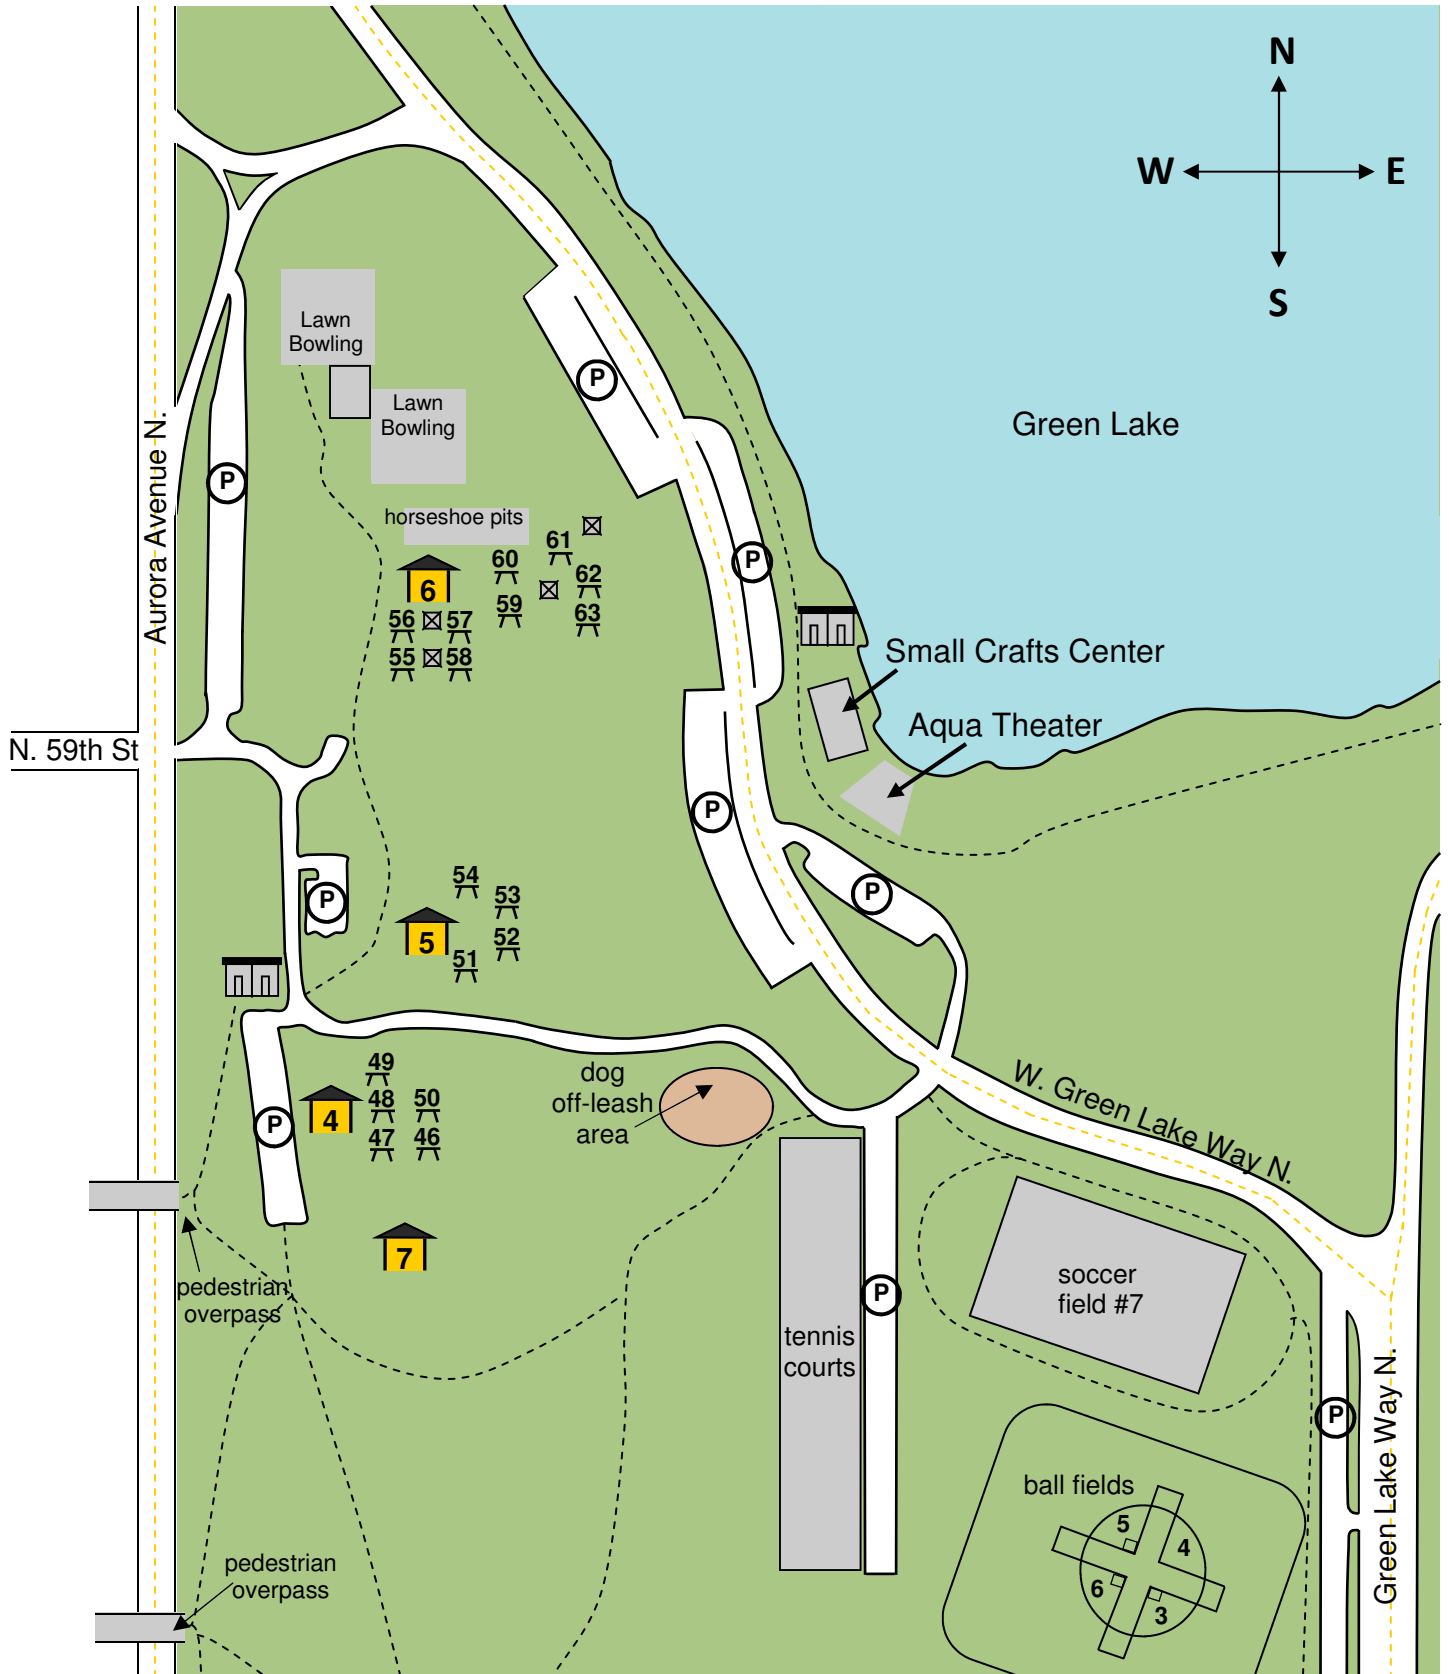 N
W E
S
Lawn
Bowling
Lawn
Bowling
P
P
Green Lake
Aurora Avenue N.
horseshoe pits
61
60
P
6
62
59
63
56
57
55
58
Small Crafts Center
Aqua Theater
N. 59th St
P
54
53
P
P
5
52
51
49
dog
off-leash
area
W. Green Lake Way N.
48
50
4
P
47
46
7
pedestrian
overpass
soccer
field #7
P
tennis
courts
P
Green Lake Way N.
ball fields
5
4
6
3
pedestrian
overpass